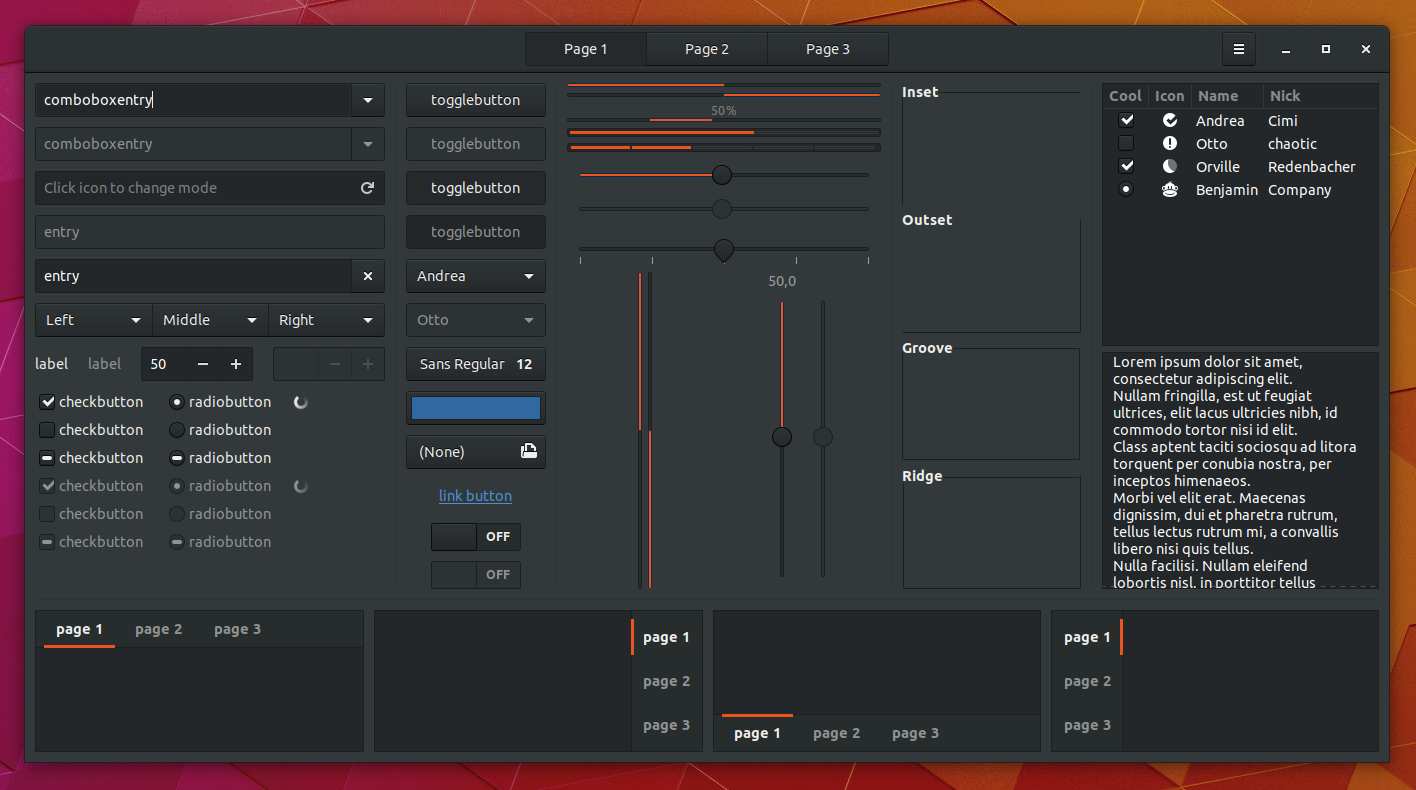 Page 1 Page 2 Page 3
comboboxentry
comboboxentry
Click icon to change mode
entry
entry
Left Middle Right
label label 50
checkbutton radiobutton
checkbutton radiobutton
checkbutton radiobutton
checkbutton radiobutton
checkbutton radiobutton
checkbutton radiobutton
togglebutton
togglebutton
togglebutton
togglebutton
Andrea
Otto
Sans Regular 12
(None)
link button
OFF
OFF
50%
50,0
Inset
Outset
Groove
Ridge
Cool Icon Name Nick
Andrea Cimi
Otto chaotic
Orville Redenbacher
Benjamin Company
Lorem ipsum dolor sit amet,
consectetur adipiscing elit.
Nullam fringilla, est ut feugiat
ultrices, elit lacus ultricies nibh, id
commodo tortor nisi id elit.
Class aptent taciti sociosqu ad litora
torquent per conubia nostra, per
inceptos himenaeos.
Morbi vel elit erat. Maecenas
dignissim, dui et pharetra rutrum,
tellus lectus rutrum mi, a convallis
libero nisi quis tellus.
Nulla facilisi. Nullam eleifend
lobortis nisl, in porttitor tellus
page 1 page 2 page 3
page 1
page 2
page 3
page 1 page 2 page 3
page 1
page 2
page 3